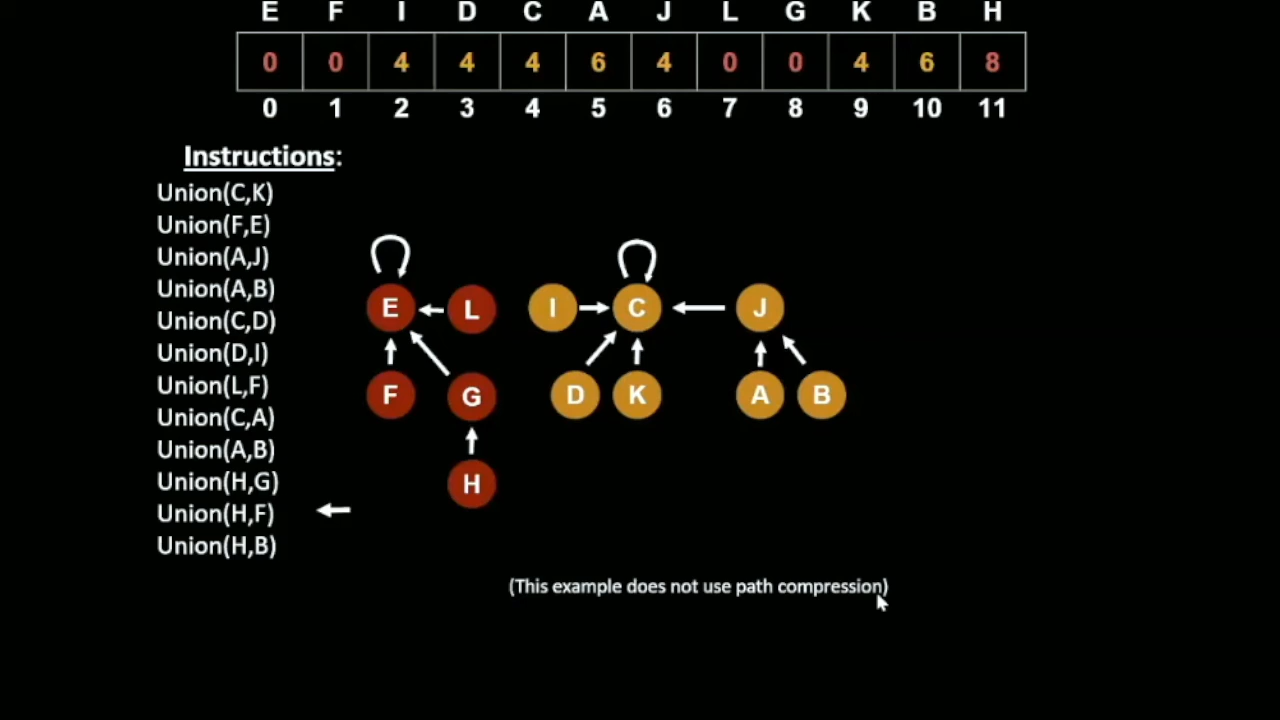 E F I D C A J L G K B H
0 0 4 4 4 6 4 0 0 4 6 8
0 1 2 3 4 5 6 7 8 9 10 11
Instructions:
Union(C,K)
Union(F,E)
Union(A,J)
Union(A,B)
Union(C,D)
Union(D,I)
Union(L,F)
Union(C,A)
Union(A,B)
Union(H,G)
Union(H,F)
Union(H,B)
E L I C J
F G D K A B
H
(This example does not use path compression)